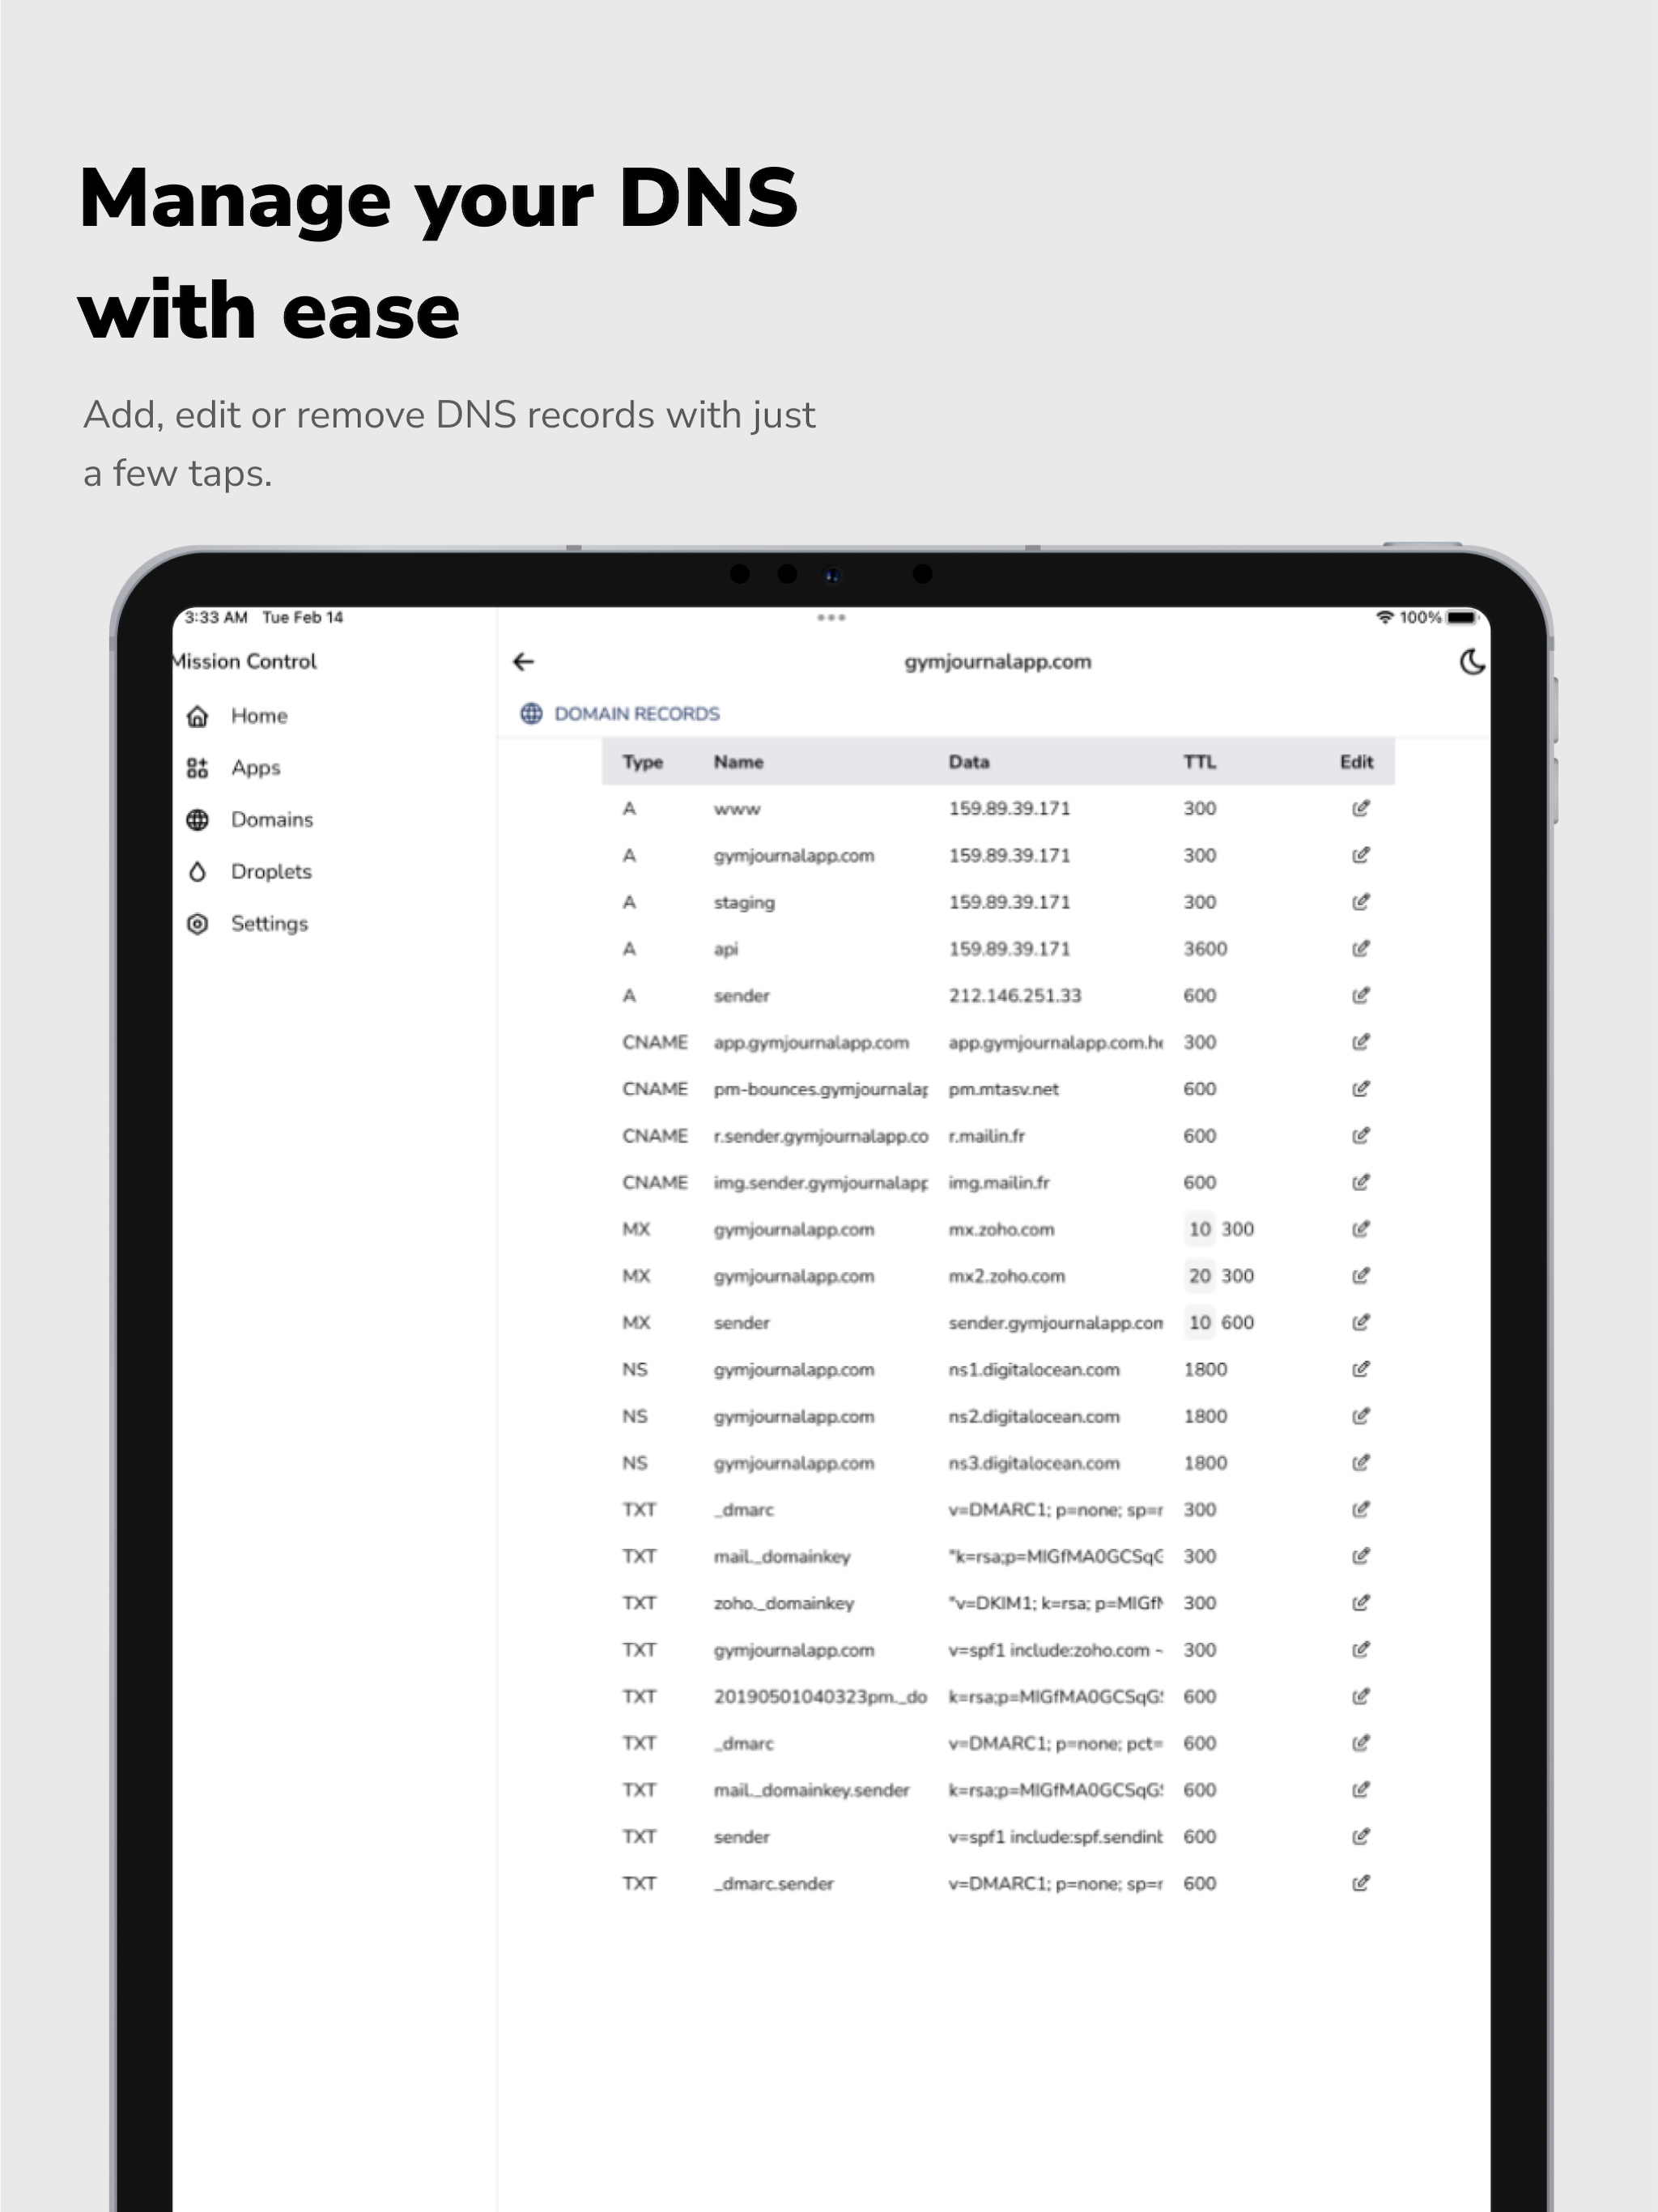 Manage your DNS
with ease
Add, edit or remove DNS records with just
a few taps.
3:33 AM Tue Feb 14
100%
Mission Control
gymjournalapp.com
Home
Apps
Domains
Droplets
Settings
DOMAIN RECORDS
Type Name Data TTL Edit
A www 159.89.39.171 300
A gymjournalapp.com 159.89.39.171 300
A staging 159.89.39.171 300
A api 159.89.39.171 3600
A sender 212.146.251.33 600
CNAME app.gymjournalapp.com app.gymjournalapp.com.he 300
CNAME pm-bounces.gymjournalap pm.mtasv.net 600
CNAME r.sender.gymjournalapp.co r.mailin.fr 600
CNAME img.sender.gymjournalapp img.mailin.fr 600
MX gymjournalapp.com mx.zoho.com 10 300
MX gymjournalapp.com mx2.zoho.com 20 300
MX sender sender.gymjournalapp.com 10 600
NS gymjournalapp.com ns1.digitalocean.com 1800
NS gymjournalapp.com ns2.digitalocean.com 1800
NS gymjournalapp.com ns3.digitalocean.com 1800
TXT _dmarc v=DMARC1; p=none; sp=r 300
TXT mail._domainkey "k=rsa;p=MIGfMA0GCSqG 300
TXT zoho._domainkey "v=DKIM1; k=rsa; p=MIGfM 300
TXT gymjournalapp.com v=spf1 include:zoho.com ~ 300
TXT 20190501040323pm._do k=rsa;p=MIGfMA0GCSqGS 600
TXT _dmarc v=DMARC1; p=none; pct= 600
TXT mail._domainkey.sender k=rsa;p=MIGfMA0GCSqGS 600
TXT sender v=spf1 include:spf.sendinb 600
TXT _dmarc.sender v=DMARC1; p=none; sp=r 600